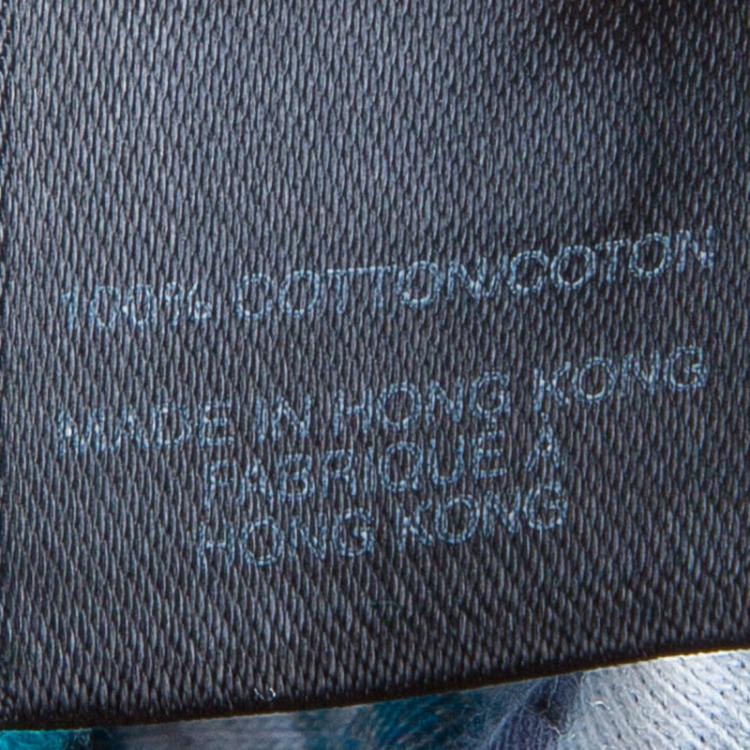 100% COTTON/COTON
MADE IN HONG KONG
FABRIQUE A
HONG KONG